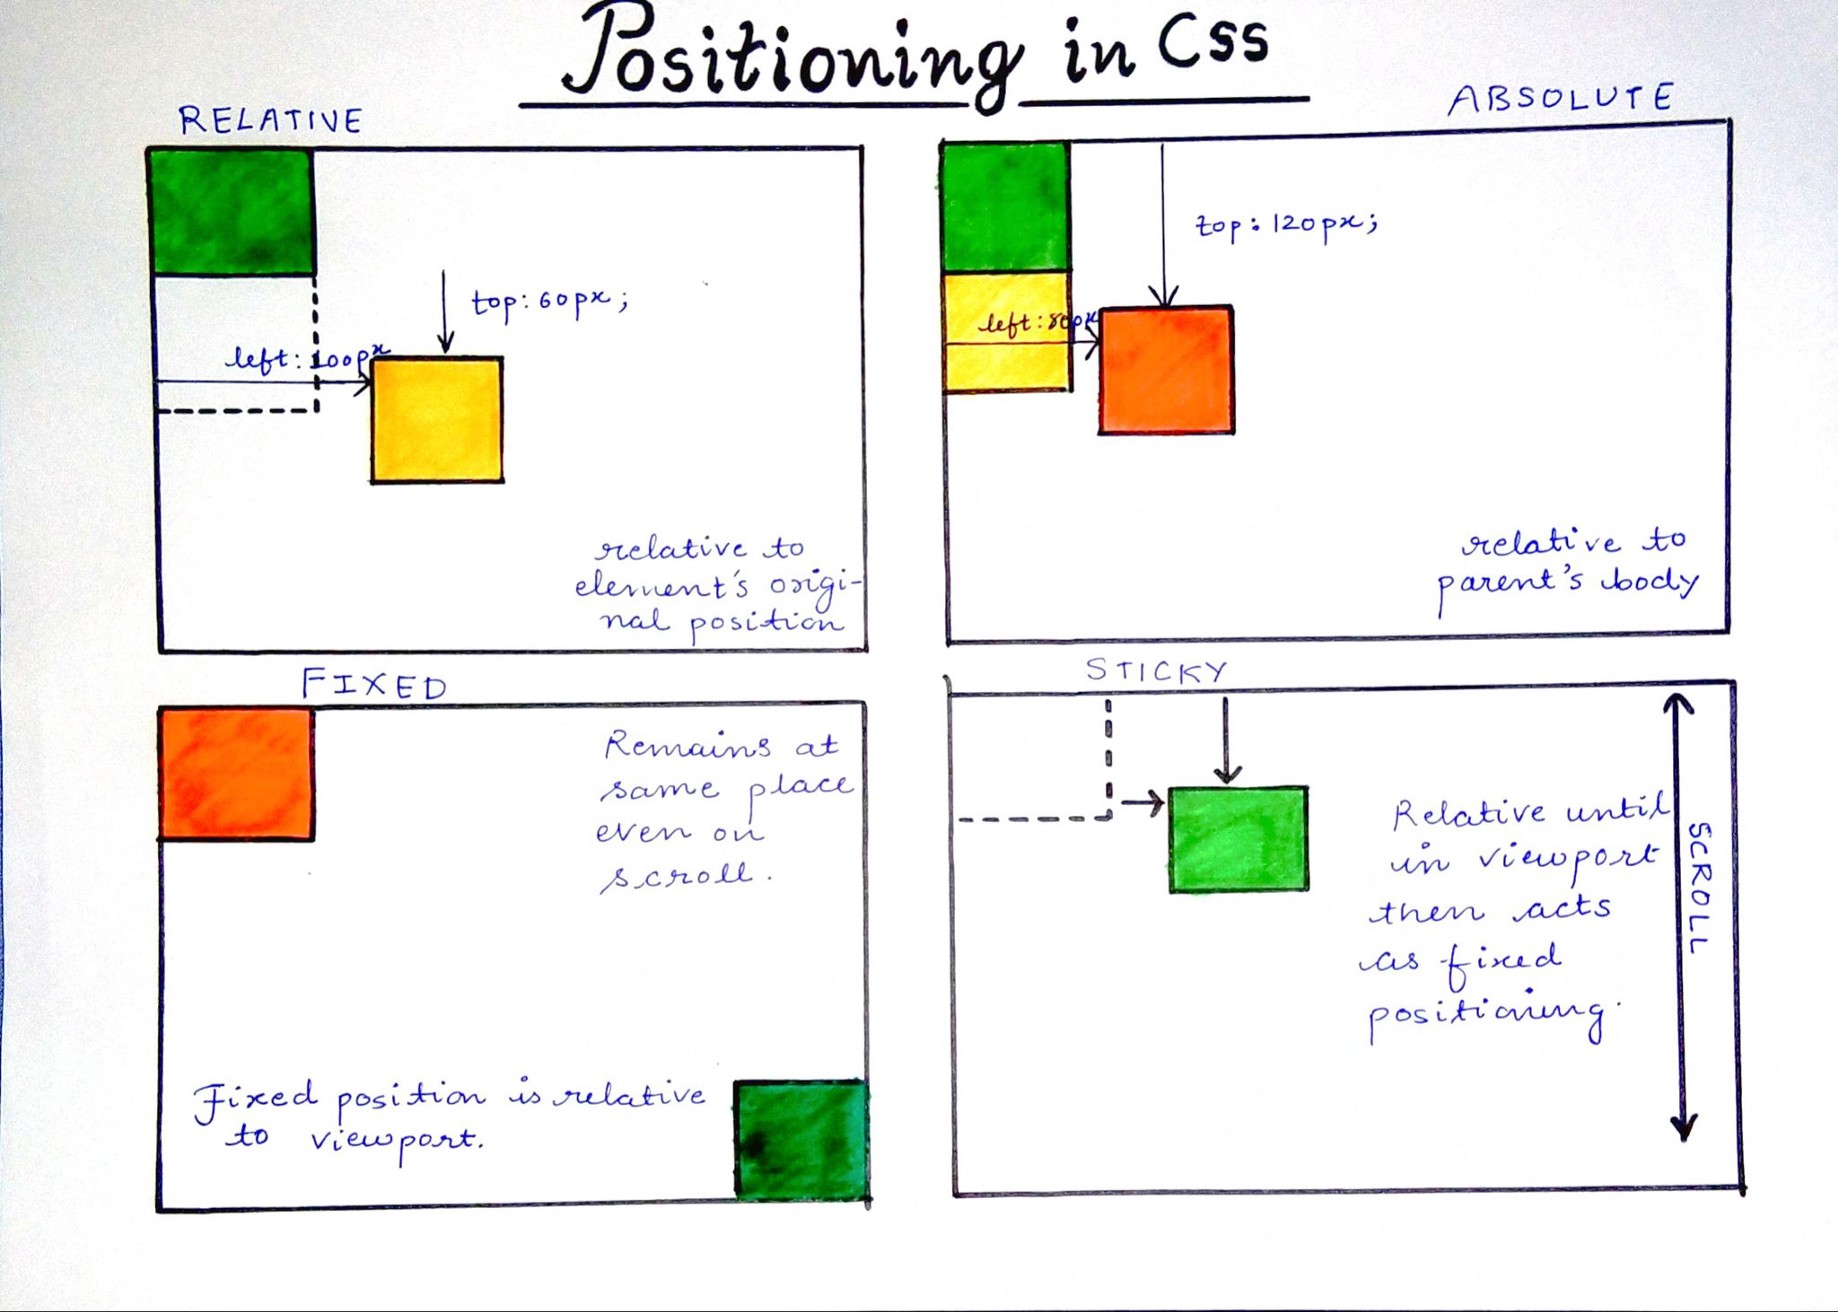 Positioning in Css
RELATIVE
top: 60px;
left: 100px
relative to
element's origi-
nal position
ABSOLUTE
top: 120px;
left: 80px
relative to
parent's body
FIXED
Remains at
same place
even on
scroll.
Fixed position is relative
to viewport.
STICKY
Relative until
in viewport
then acts
as fixed
positioning.
SCROLL